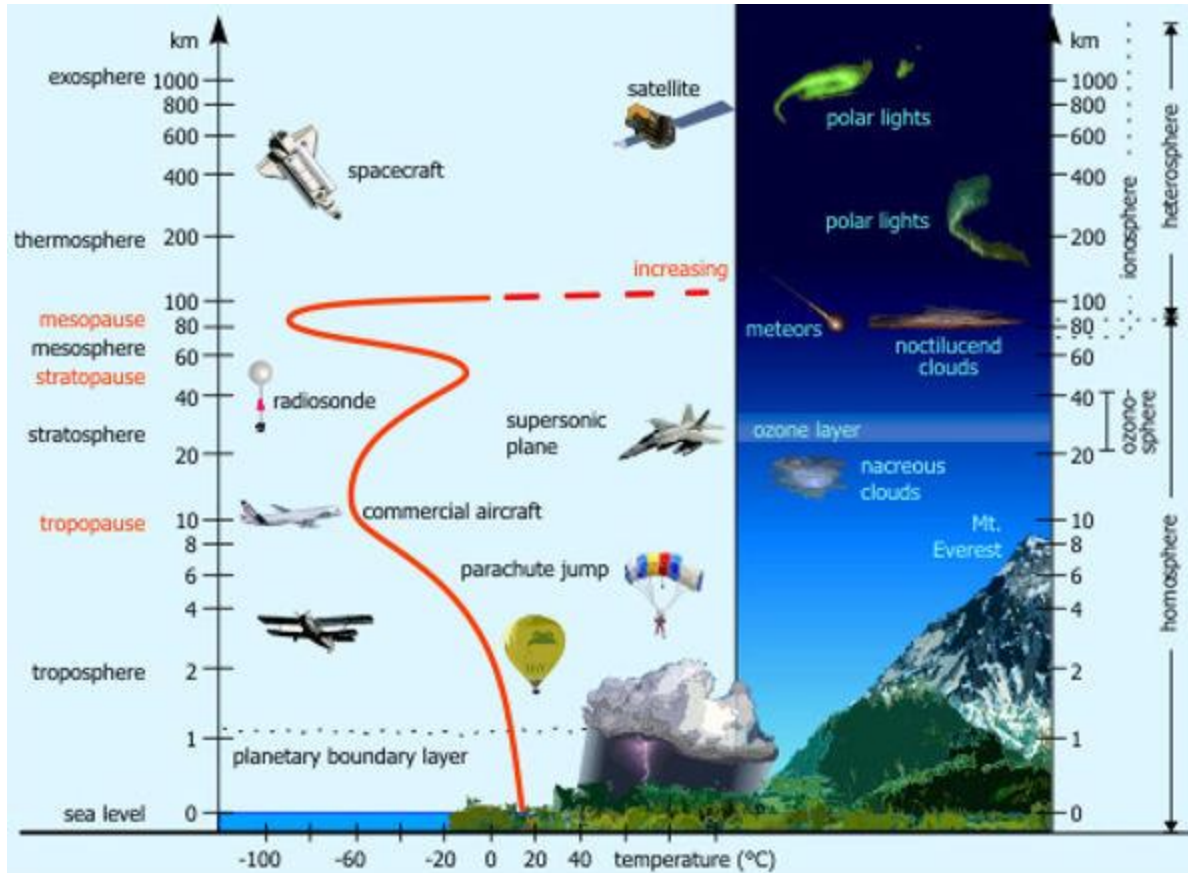 km
exosphere 1000
800
600
400
thermosphere 200
100
mesopause 80
mesosphere 60
stratopause
40
stratosphere
20
tropopause 10
8
6
4
troposphere 2
1
sea level 0
satellite
spacecraft
increasing
radiosonde
supersonic
plane
commercial aircraft
parachute jump
planetary boundary layer
-100 -60 -20 0 20 40 temperature (°C)
polar lights
polar lights
meteors
noctilucend
clouds
ozone layer
nacreous
clouds
Mt.
Everest
km
1000
800
600
400
200
100
80
60
40
20
10
8
6
4
2
1
0
ionosphere
ozono-
sphere
heterosphere
homosphere